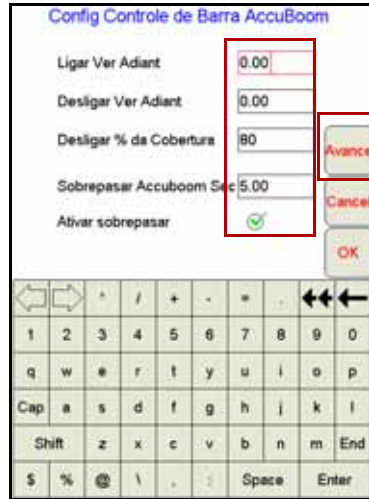 Config Controle de Barra AccuBoom
Ligar Ver Adiant 0.00
Desligar Ver Adiant 0.00
Desligar % da Cobertura 80
Avance
Sobrepasar Accuboom Sec 5.00
Cancel
Ativar sobrepasar
OK
1 2 3 4 5 6 7 8 9 0
q w e r t y u i o p
Cap a s d f g h j k l
Shift z x c v b n m End
$ % @ \ Space Enter